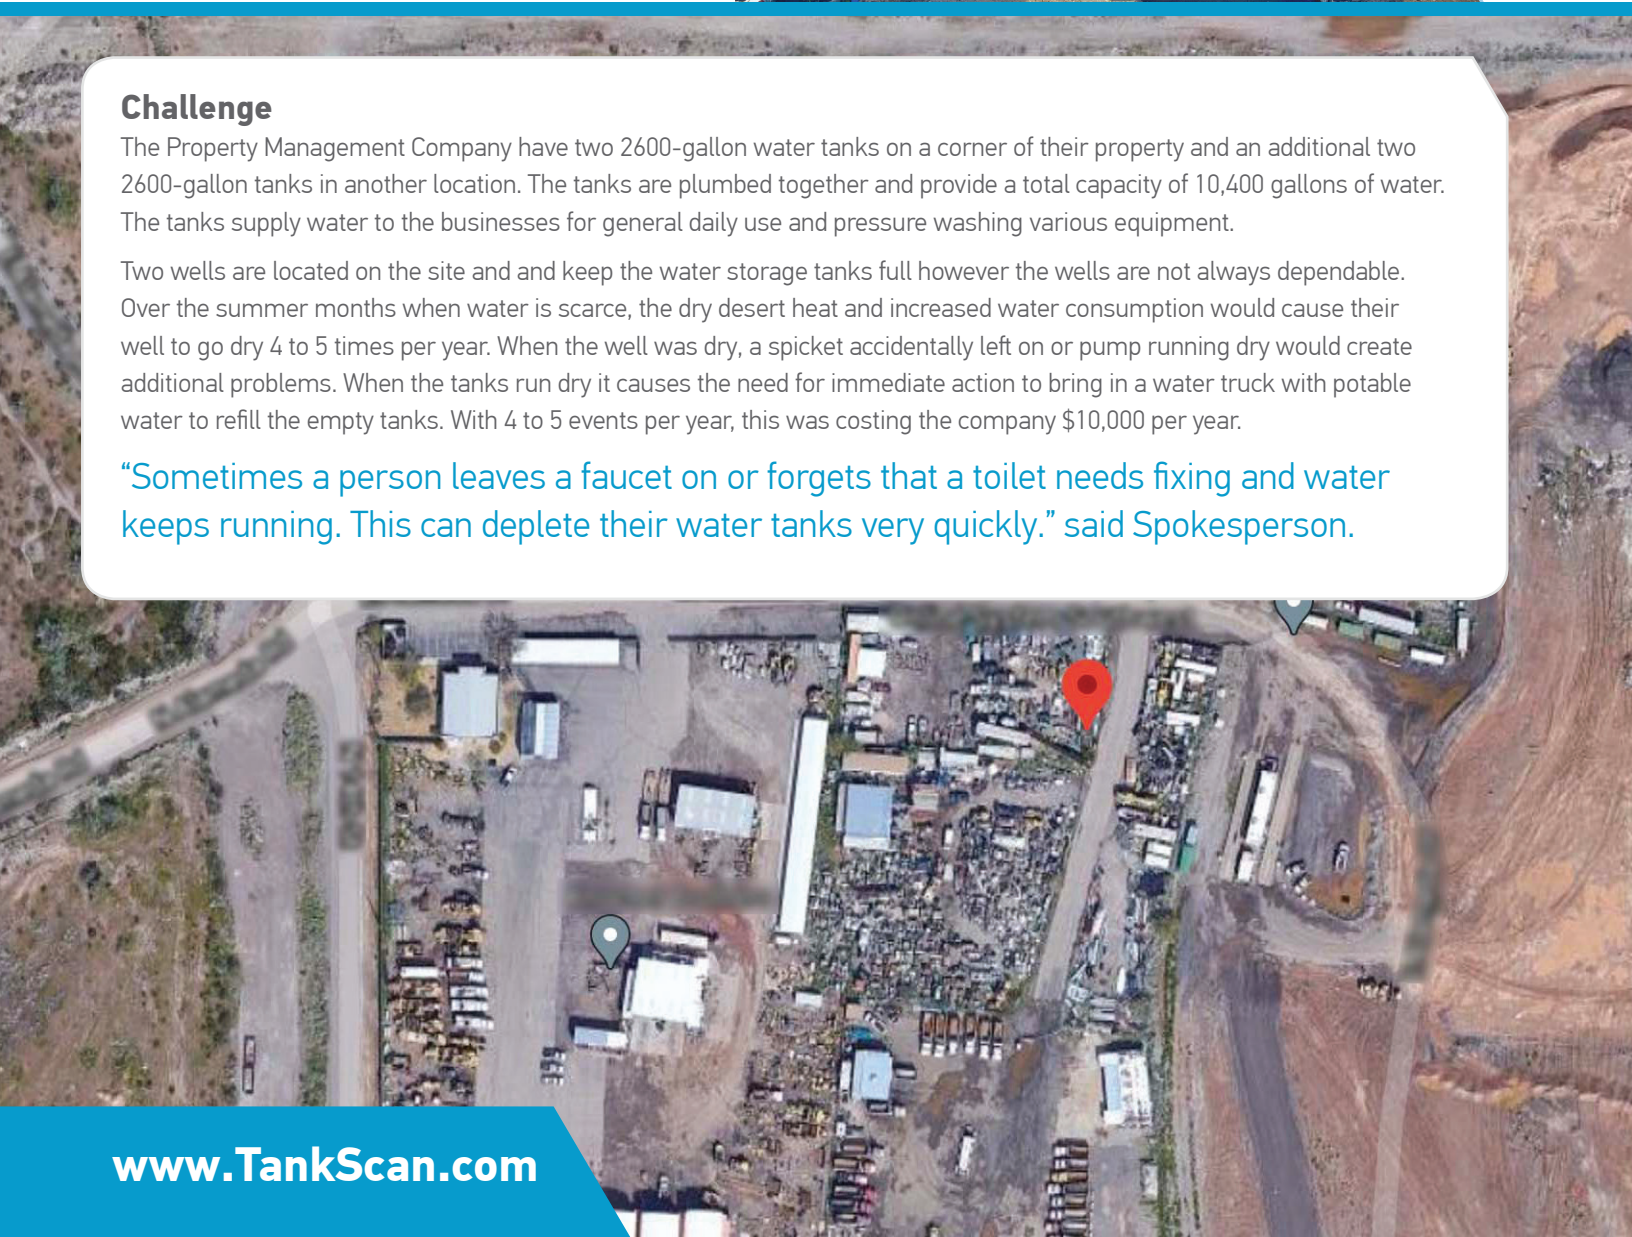 Challenge
The Property Management Company have two 2600-gallon water tanks on a corner of their property and an additional two
2600-gallon tanks in another location. The tanks are plumbed together and provide a total capacity of 10,400 gallons of water.
The tanks supply water to the businesses for general daily use and pressure washing various equipment.
Two wells are located on the site and and keep the water storage tanks full however the wells are not always dependable.
Over the summer months when water is scarce, the dry desert heat and increased water consumption would cause their
well to go dry 4 to 5 times per year. When the well was dry, a spicket accidentally left on or pump running dry would create
additional problems. When the tanks run dry it causes the need for immediate action to bring in a water truck with potable
water to refill the empty tanks. With 4 to 5 events per year, this was costing the company $10,000 per year.
“Sometimes a person leaves a faucet on or forgets that a toilet needs fixing and water
keeps running. This can deplete their water tanks very quickly.” said Spokesperson.
www.TankScan.com